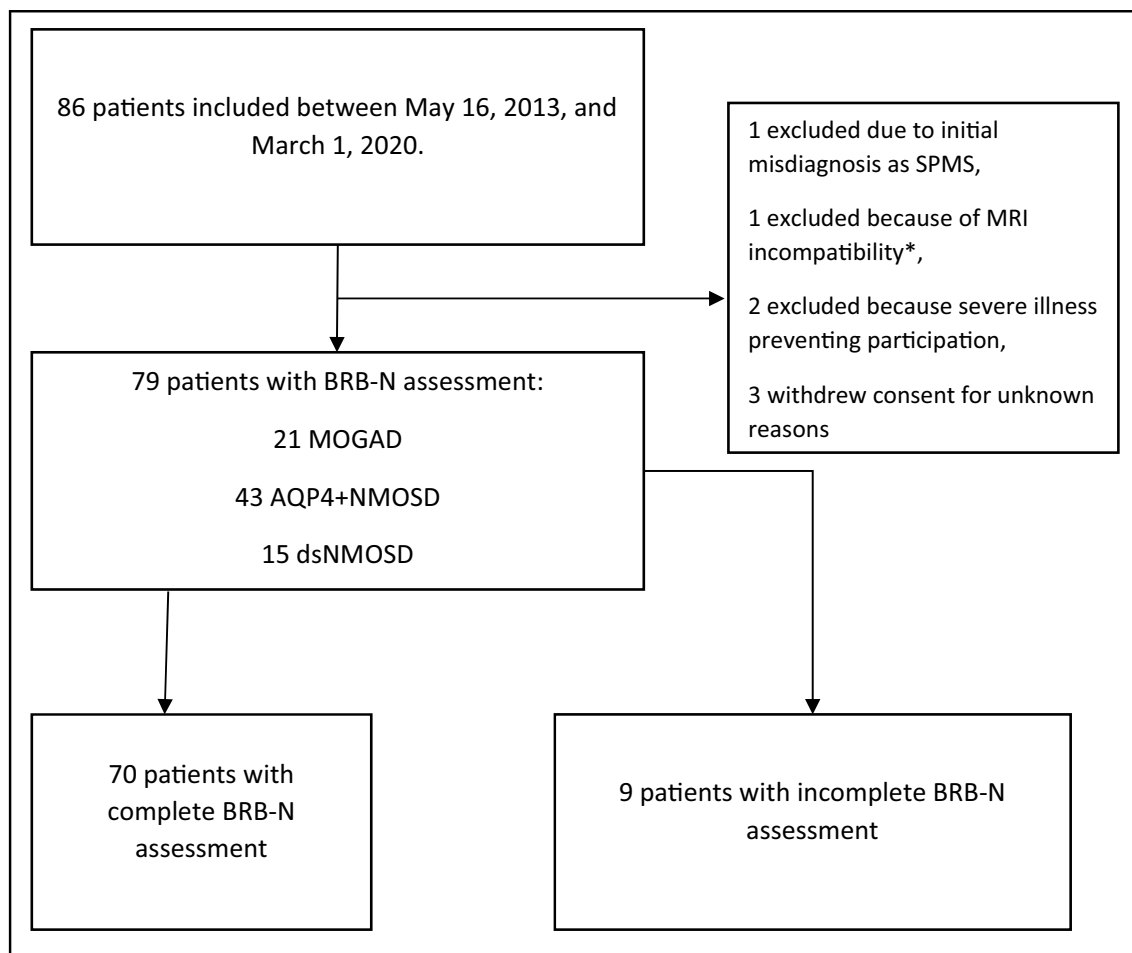 86 patients included between May 16, 2013, and
March 1, 2020.
1 excluded due to initial
misdiagnosis as SPMS,
1 excluded because of MRI
incompatibility*,
2 excluded because severe illness
preventing participation,
3 withdrew consent for unknown
reasons
79 patients with BRB-N assessment:
21 MOGAD
43 AQP4+NMOSD
15 dsNMOSD
70 patients with
complete BRB-N
assessment
9 patients with incomplete BRB-N
assessment